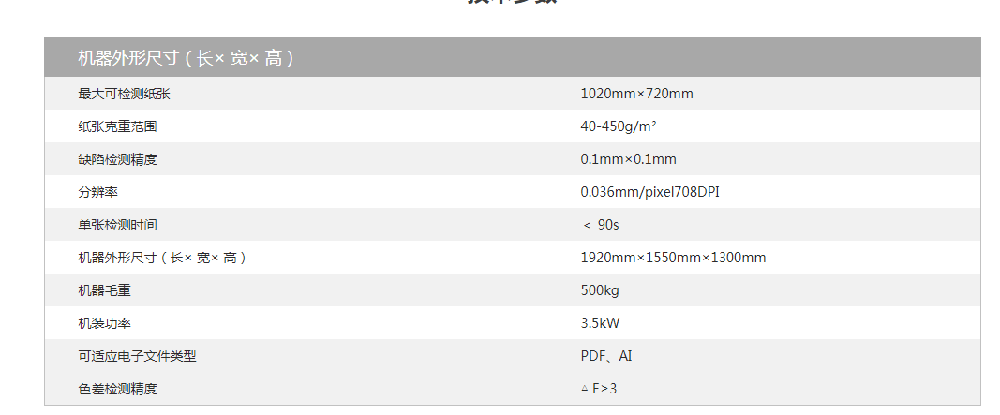 机器外形尺寸（长× 宽× 高）
最大可检测纸张 1020mm×720mm
纸张克重范围 40-450g/m²
缺陷检测精度 0.1mm×0.1mm
分辨率 0.036mm/pixel708DPI
单张检测时间 ＜ 90s
机器外形尺寸（长× 宽× 高） 1920mm×1550mm×1300mm
机器毛重 500kg
机装功率 3.5kW
可适应电子文件类型 PDF、AI
色差检测精度 △ E≥3